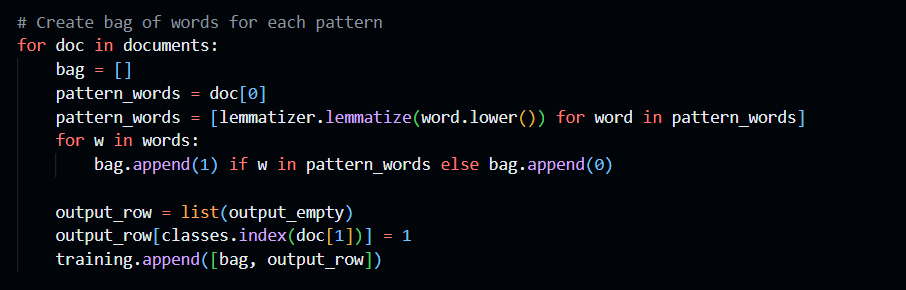 # Create bag of words for each pattern
for doc in documents:
    bag = []
    pattern_words = doc[0]
    pattern_words = [lemmatizer.lemmatize(word.lower()) for word in pattern_words]
    for w in words:
        bag.append(1) if w in pattern_words else bag.append(0)

    output_row = list(output_empty)
    output_row[classes.index(doc[1])] = 1
    training.append([bag, output_row])